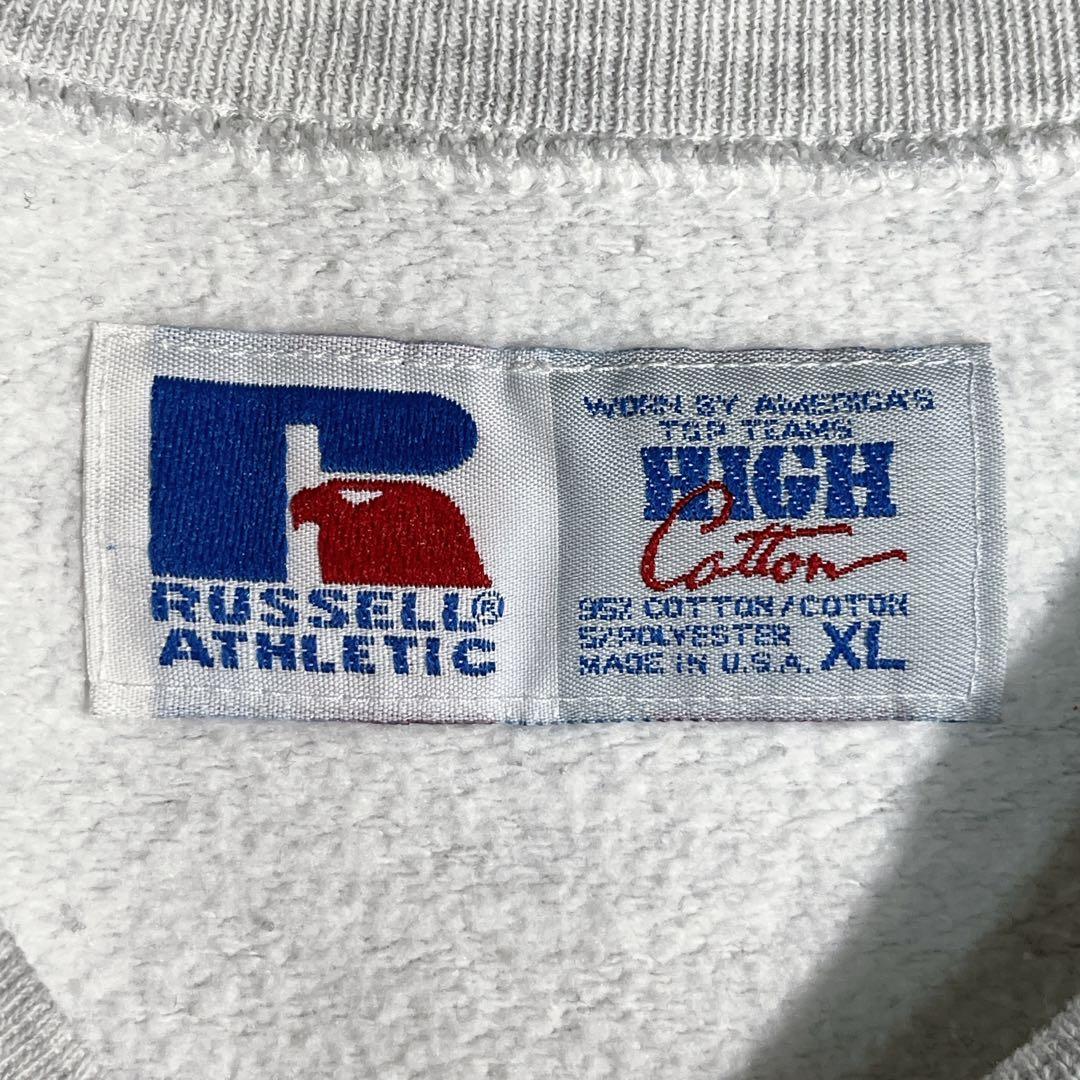 RUSSELL®
ATHLETIC
WORN BY AMERICA'S
TOP TEAMS
HIGH
Cotton
95% COTTON/COTON
5%POLYESTER
MADE IN U.S.A. XL